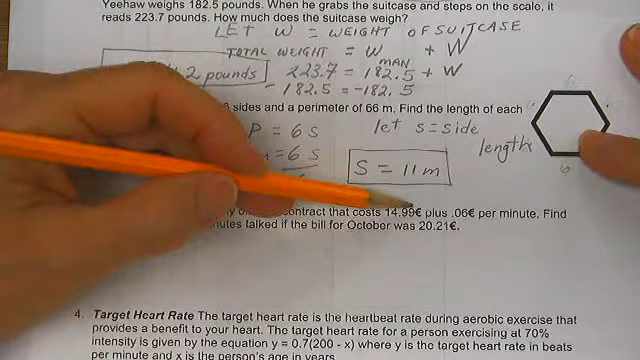 Yeehaw weighs 182.5 pounds. When he grabs the suitcase and steps on the scale, it
reads 223.7 pounds. How much does the suitcase weigh?
LET W = WEIGHT OF SUITCASE
TOTAL WEIGHT = W MAN + W
2 pounds 223.7 = 182.5 + W
- 182.5 = -182.5
sides and a perimeter of 66 m. Find the length of each
P = 6s let s = side
length
= 6 s S = 11 m
contract that costs 14.99€ plus .06€ per minute. Find
talked if the bill for October was 20.21€.
4. Target Heart Rate The target heart rate is the heartbeat rate during aerobic exercise that
provides a benefit to your heart. The target heart rate for a person exercising at 70%
intensity is given by the equation y = 0.7(200 - x) where y is the target heart rate in beats
per minute and x is the person's age in years